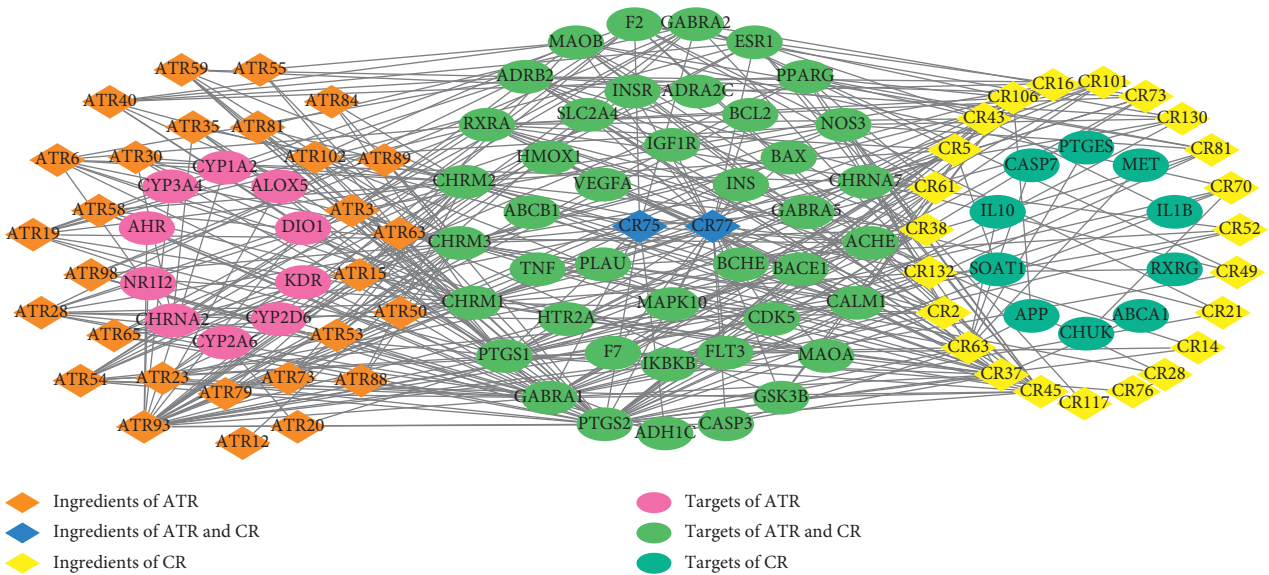 F2
GABRA2
MAOB
ESR1
ATR59
ATR55
ADRB2
PPARG
INSR
ADRA2C
CR16
CR101
CR106
CR73
ATR40
ATR84
SLC2A4
BCL2
CR43
CR130
ATR35
ATR81
RXRA
NOS3
IGF1R
CR5
PTGES
CR81
ATR6
ATR30
ATR102
ATR89
CYP1A2
HMOX1
BAX
CASP7
MET
CYP3A4
ALOX5
CHRM2
VEGFA
INS
CHRNA7
CR61
CR70
ATR58
ATR3
ABCB1
GABRA5
IL10
IL1B
ATR19
AHR
DIO1
ATR63
CHRM3
CR75
CR77
ACHE
CR38
CR52
ATR98
NR1I2
KDR
ATR15
TNF
PLAU
BCHE
BACE1
CR132
SOAT1
RXRG
CR49
ATR28
CHRNA2
CYP2D6
ATR50
CHRM1
MAPK10
CALM1
CR2
APP
ABCA1
CR21
ATR65
CYP2A6
ATR53
HTR2A
CDK5
CHUK
PTGS1
F7
IKBKB
FLT3
MAOA
CR63
CR14
ATR54
ATR23
ATR79
ATR73
ATR88
CR37
CR28
GABRA1
GSK3B
CR45
CR117
CR76
ATR93
ATR12
ATR20
PTGS2
ADH1C
CASP3
Ingredients of ATR
Ingredients of ATR and CR
Ingredients of CR
Targets of ATR
Targets of ATR and CR
Targets of CR